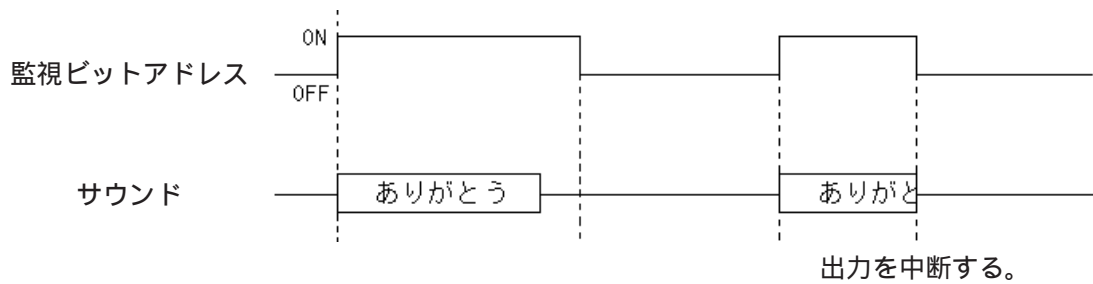 ON
監視ビットアドレス
OFF
サウンド
ありがとう
ありがと
出力を中断する。